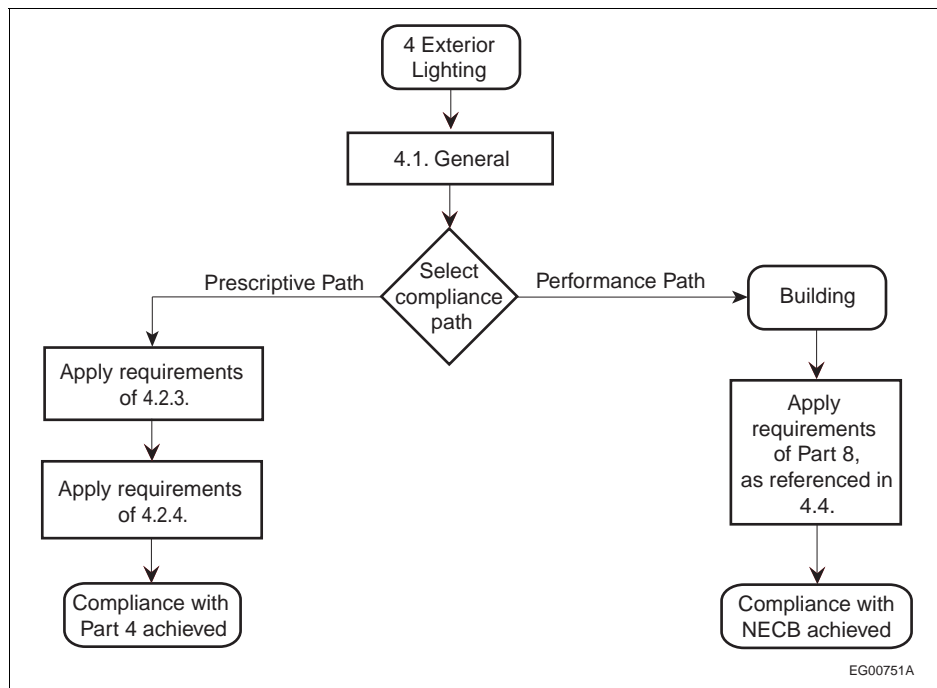 4 Exterior
Lighting
4.1. General
Select
compliance
path
Prescriptive Path
Performance Path
Building
Apply requirements
of 4.2.3.
Apply requirements
of 4.2.4.
Compliance with
Part 4 achieved
Apply
requirements
of Part 8,
as referenced in
4.4.
Compliance with
NECB achieved
EG00751A